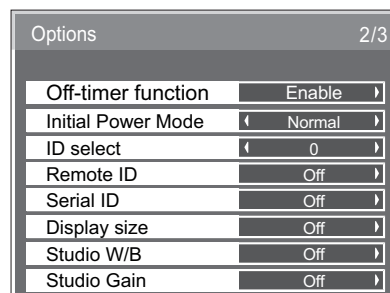 Options 2/3
Off-timer function Enable
Initial Power Mode Normal
ID select 0
Remote ID Off
Serial ID Off
Display size Off
Studio W/B Off
Studio Gain Off